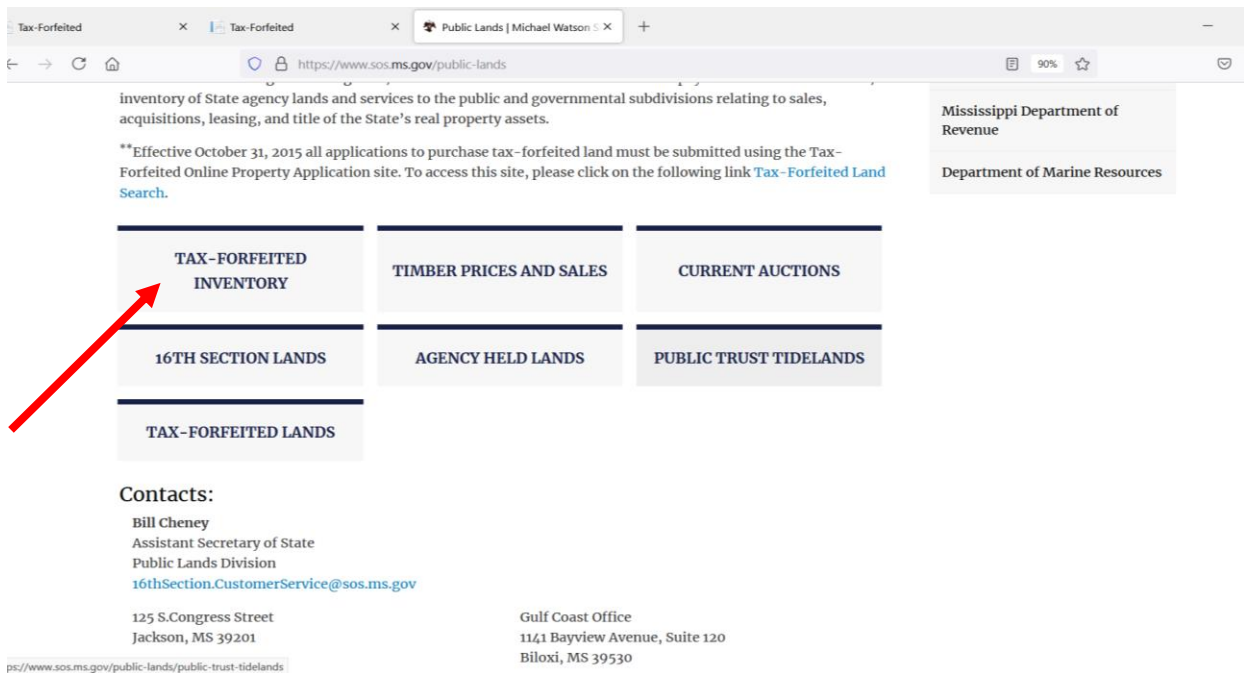 Tax-Forfeited
Tax-Forfeited
Public Lands | Michael Watson S
https://www.sos.ms.gov/public-lands
90%
inventory of State agency lands and services to the public and governmental subdivisions relating to sales,
acquisitions, leasing, and title of the State's real property assets.
**Effective October 31, 2015 all applications to purchase tax-forfeited land must be submitted using the Tax-
Forfeited Online Property Application site. To access this site, please click on the following link Tax-Forfeited Land
Search.
Mississippi Department of
Revenue
Department of Marine Resources
TAX-FORFEITED
INVENTORY
TIMBER PRICES AND SALES
CURRENT AUCTIONS
16TH SECTION LANDS
AGENCY HELD LANDS
PUBLIC TRUST TIDELANDS
TAX-FORFEITED LANDS
Contacts:
Bill Cheney
Assistant Secretary of State
Public Lands Division
16thSection.CustomerService@sos.ms.gov
125 S.Congress Street
Jackson, MS 39201
Gulf Coast Office
1141 Bayview Avenue, Suite 120
Biloxi, MS 39530
ps://www.sos.ms.gov/public-lands/public-trust-tidelands